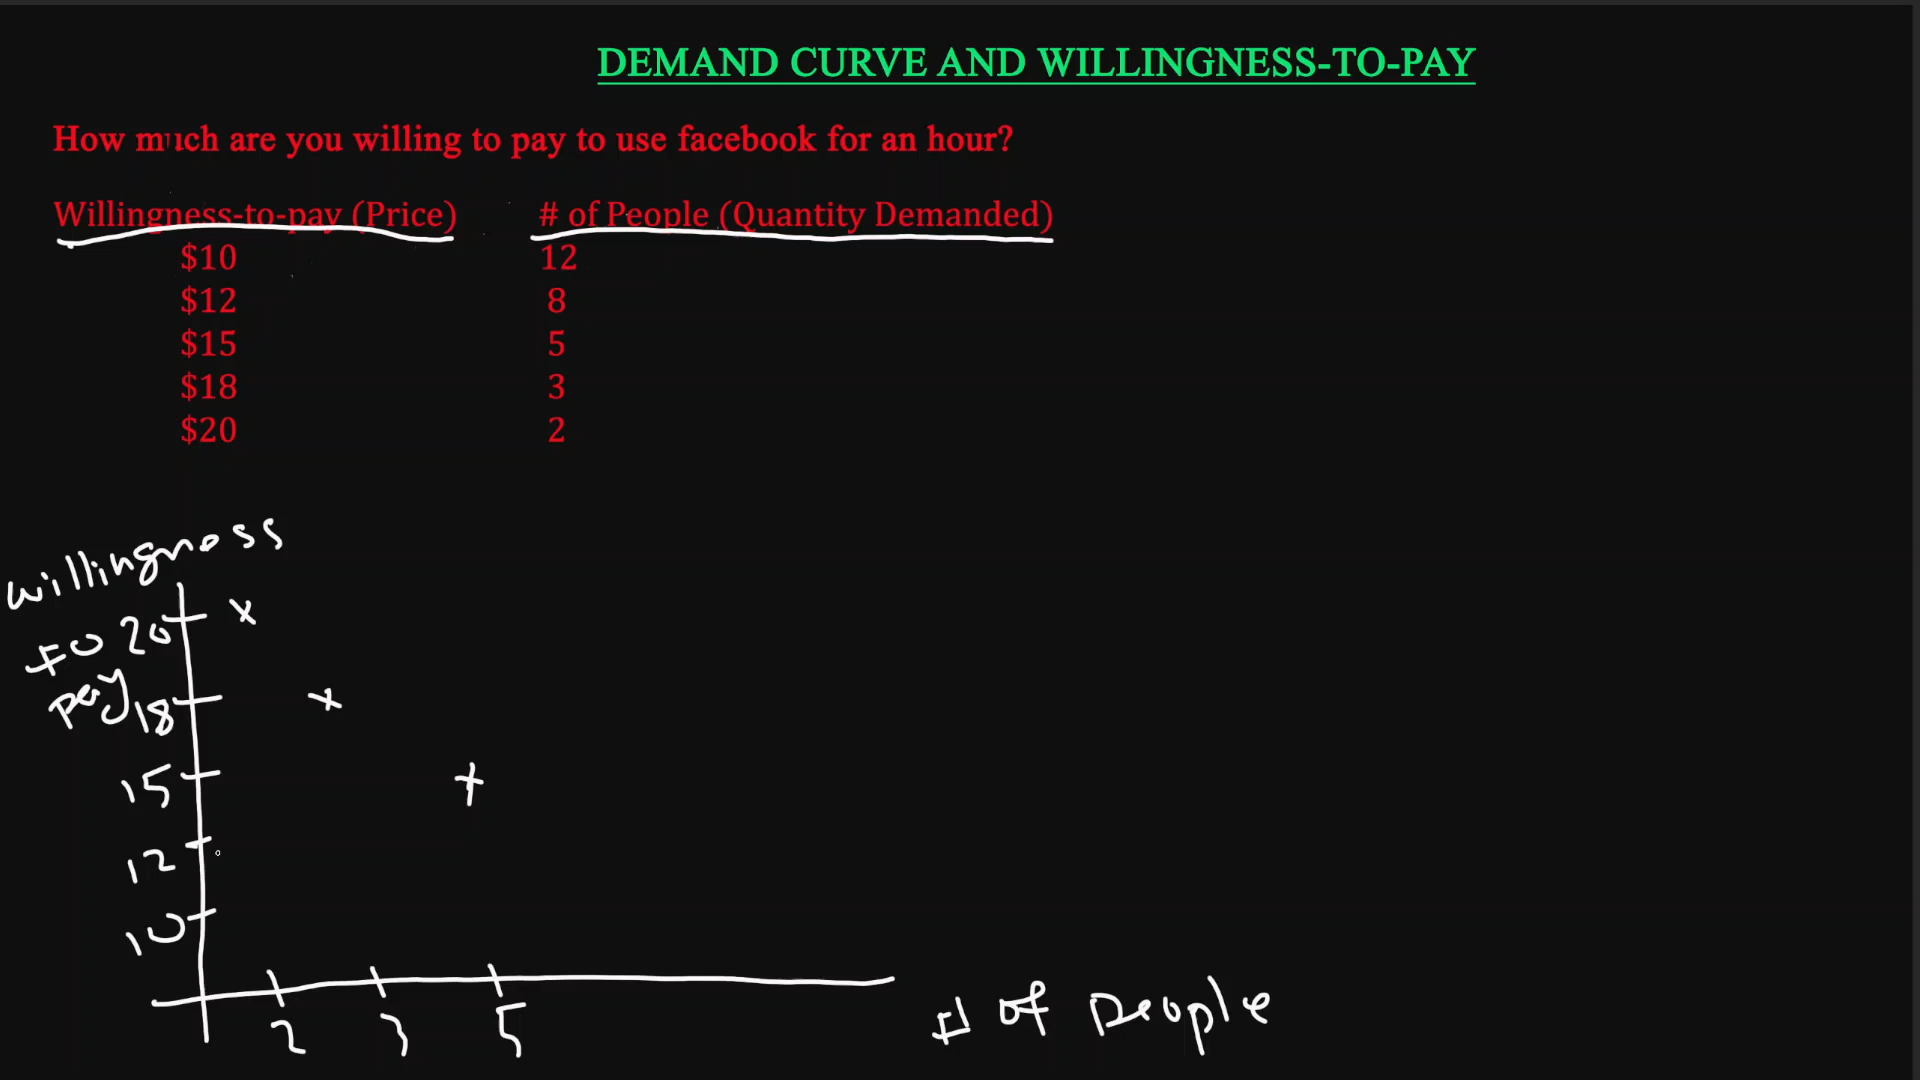 DEMAND CURVE AND WILLINGNESS-TO-PAY
How much are you willing to pay to use facebook for an hour?
Willingness-to-pay (Price) # of People (Quantity Demanded)
$10 12
$12 8
$15 5
$18 3
$20 2
willingness
to 20
pay 18
15
12
10
2 3 5
# of People